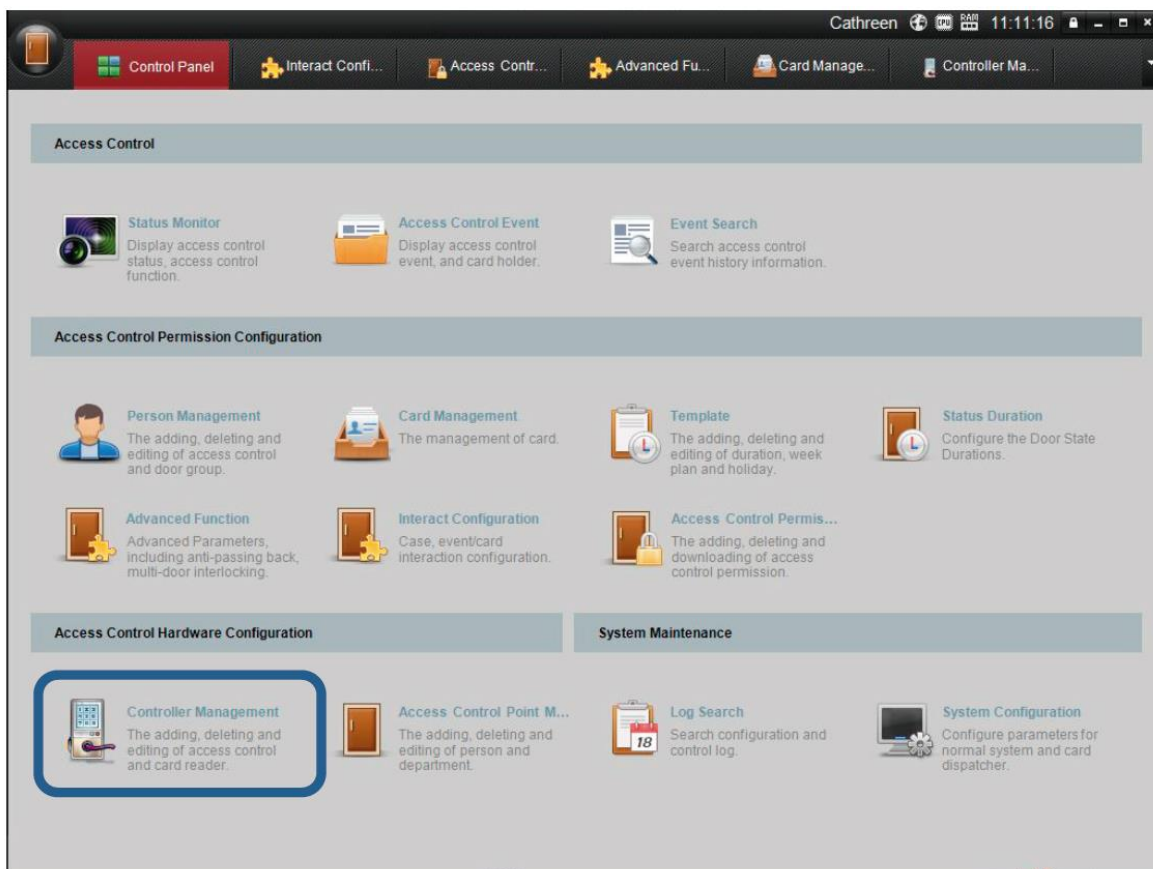 Cathreen CPU RAM 11:11:16
Control Panel
Interact Confi...
Access Contr...
Advanced Fu...
Card Manage...
Controller Ma...
Access Control
Status Monitor
Display access control
status, access control
function.
Access Control Event
Display access control
event, and card holder.
Event Search
Search access control
event history information.
Access Control Permission Configuration
Person Management
The adding, deleting and
editing of access control
and door group.
Card Management
The management of card.
Template
The adding, deleting and
editing of duration, week
plan and holiday.
Status Duration
Configure the Door State
Durations.
Advanced Function
Advanced Parameters,
including anti-passing back,
multi-door interlocking.
Interact Configuration
Case, event/card
interaction configuration.
Access Control Permis...
The adding, deleting and
downloading of access
control permission.
Access Control Hardware Configuration
Controller Management
The adding, deleting and
editing of access control
and card reader.
Access Control Point M...
The adding, deleting and
editing of person and
department.
System Maintenance
18
Log Search
Search configuration and
control log.
System Configuration
Configure parameters for
normal system and card
dispatcher.